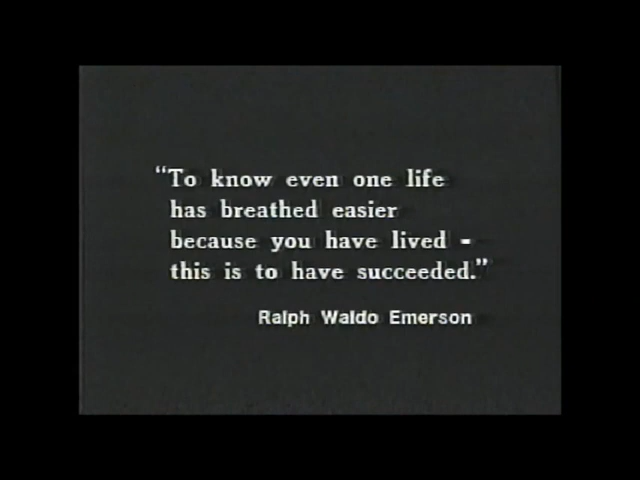 “To know even one life
has breathed easier
because you have lived -
this is to have succeeded.”
Ralph Waldo Emerson